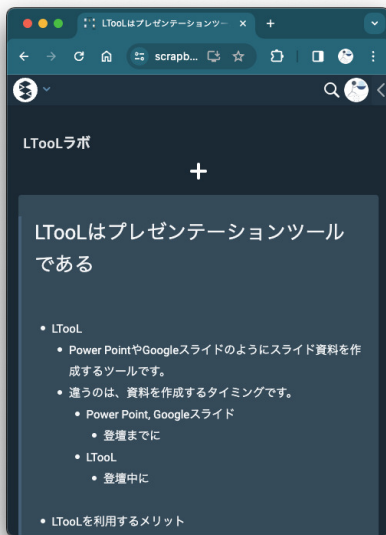 LTooLはプレゼンテーションツー
scrapb...
LTooLラボ
LTooLはプレゼンテーションツール
である
LTooL
Power PointやGoogleスライドのようにスライド資料を作
成するツールです。
違うのは、資料を作成するタイミングです。
Power Point, Googleスライド
登壇までに
LTooL
登壇中に
LTooLを利用するメリット